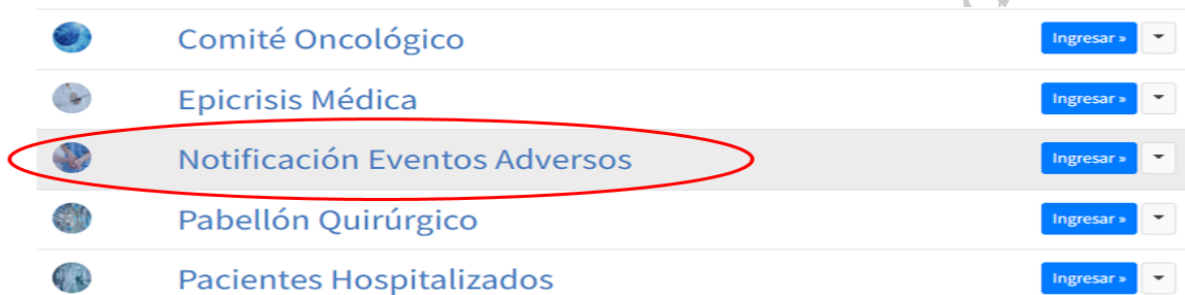 Comité Oncológico Ingresar »
Epicrisis Médica Ingresar »
Notificación Eventos Adversos Ingresar »
Pabellón Quirúrgico Ingresar »
Pacientes Hospitalizados Ingresar »